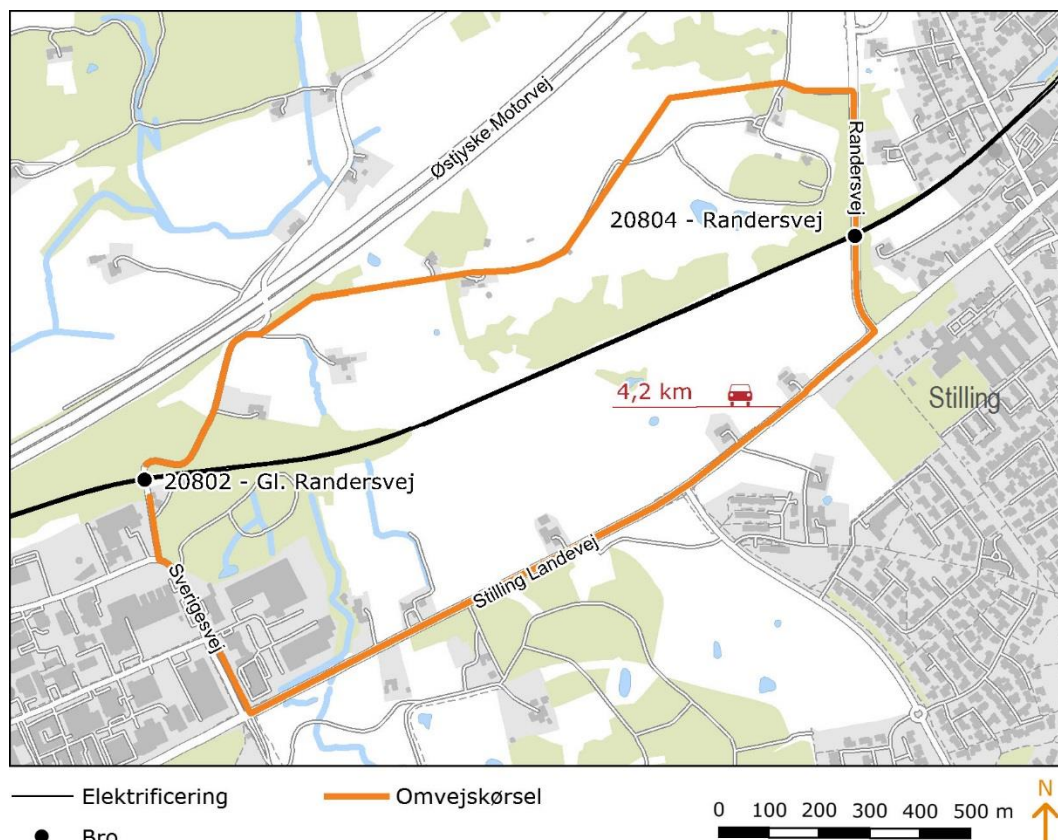 Østjyske Motorvej
Randersvej
20804 - Randersvej
4,2 km
Stilling
20802 - Gl. Randersvej
Stilling Landevej
Sverigesvej
Elektrificering
Omvejskørsel
N
0 100 200 300 400 500 m
Bro